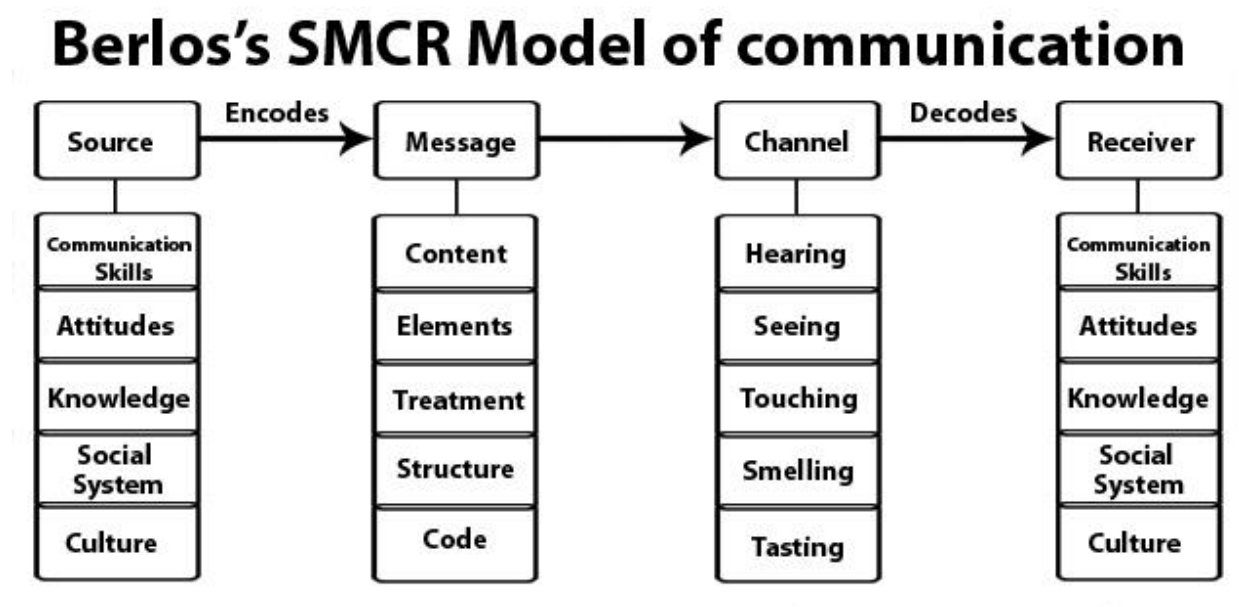 Berlos's SMCR Model of communication
Encodes
Decodes
Source
Message
Channel
Receiver
Communication
Skills
Attitudes
Knowledge
Social
System
Culture
Content
Elements
Treatment
Structure
Code
Hearing
Seeing
Touching
Smelling
Tasting
Communication
Skills
Attitudes
Knowledge
Social
System
Culture